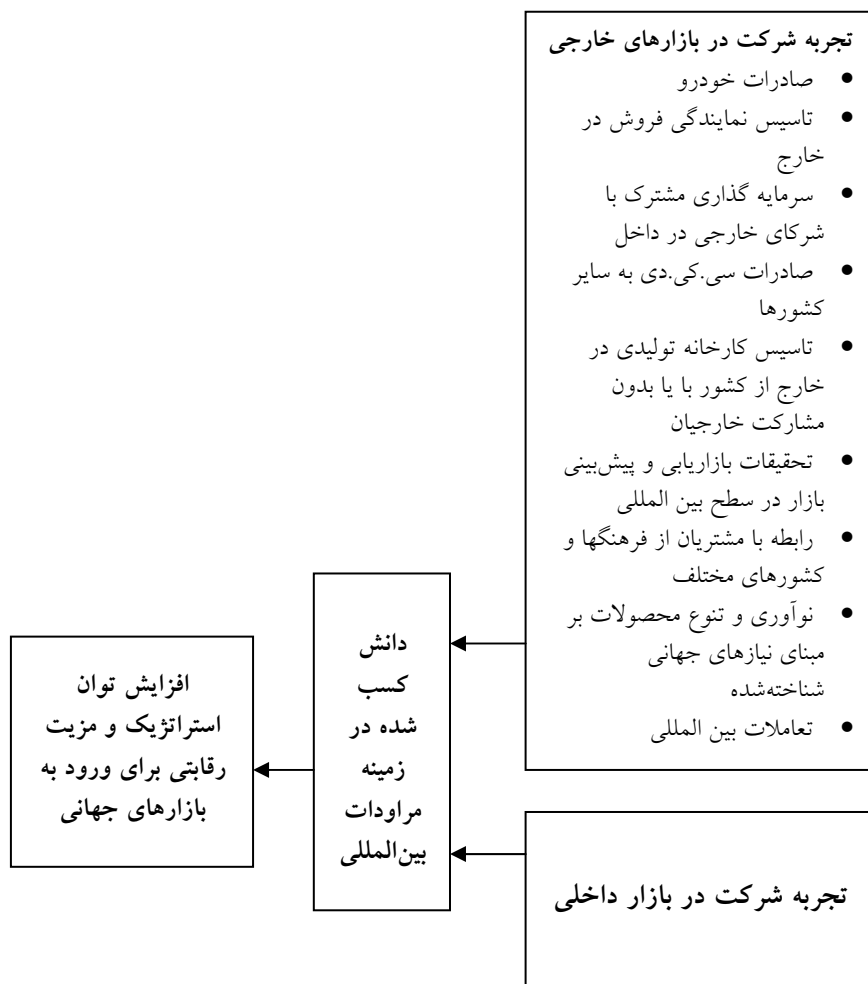 تجربه شرکت در بازارهای خارجی
• صادرات خودرو
• تاسیس نمایندگی فروش در
خارج
• سرمایه گذاری مشترک با
شرکای خارجی در داخل
• صادرات سی.کی.دی به سایر
کشورها
• تاسیس کارخانه تولیدی در
خارج از کشور با یا بدون
مشارکت خارجیان
• تحقیقات بازاریابی و پیش‌بینی
بازار در سطح بین المللی
• رابطه با مشتریان از فرهنگها و
کشورهای مختلف
• نوآوری و تنوع محصولات بر
مبنای نیازهای جهانی
شناخته‌شده
• تعاملات بین المللی
تجربه شرکت در بازار داخلی
دانش
کسب
شده در
زمینه
مراودات
بین‌المللی
افزایش توان
استراتژیک و مزیت
رقابتی برای ورود به
بازارهای جهانی